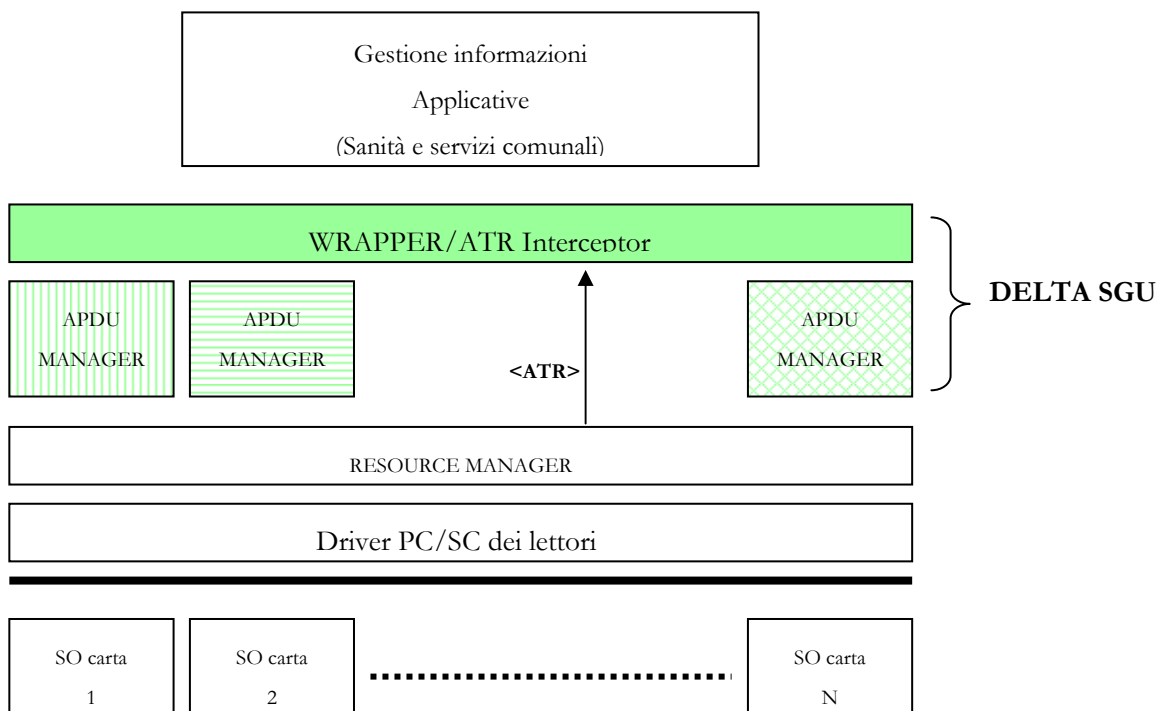 Gestione informazioni
Applicative
(Sanità e servizi comunali)
WRAPPER/ATR Interceptor
DELTA SGU
APDU
MANAGER
APDU
MANAGER
<ATR>
APDU
MANAGER
RESOURCE MANAGER
Driver PC/SC dei lettori
SO carta
1
SO carta
2
SO carta
N